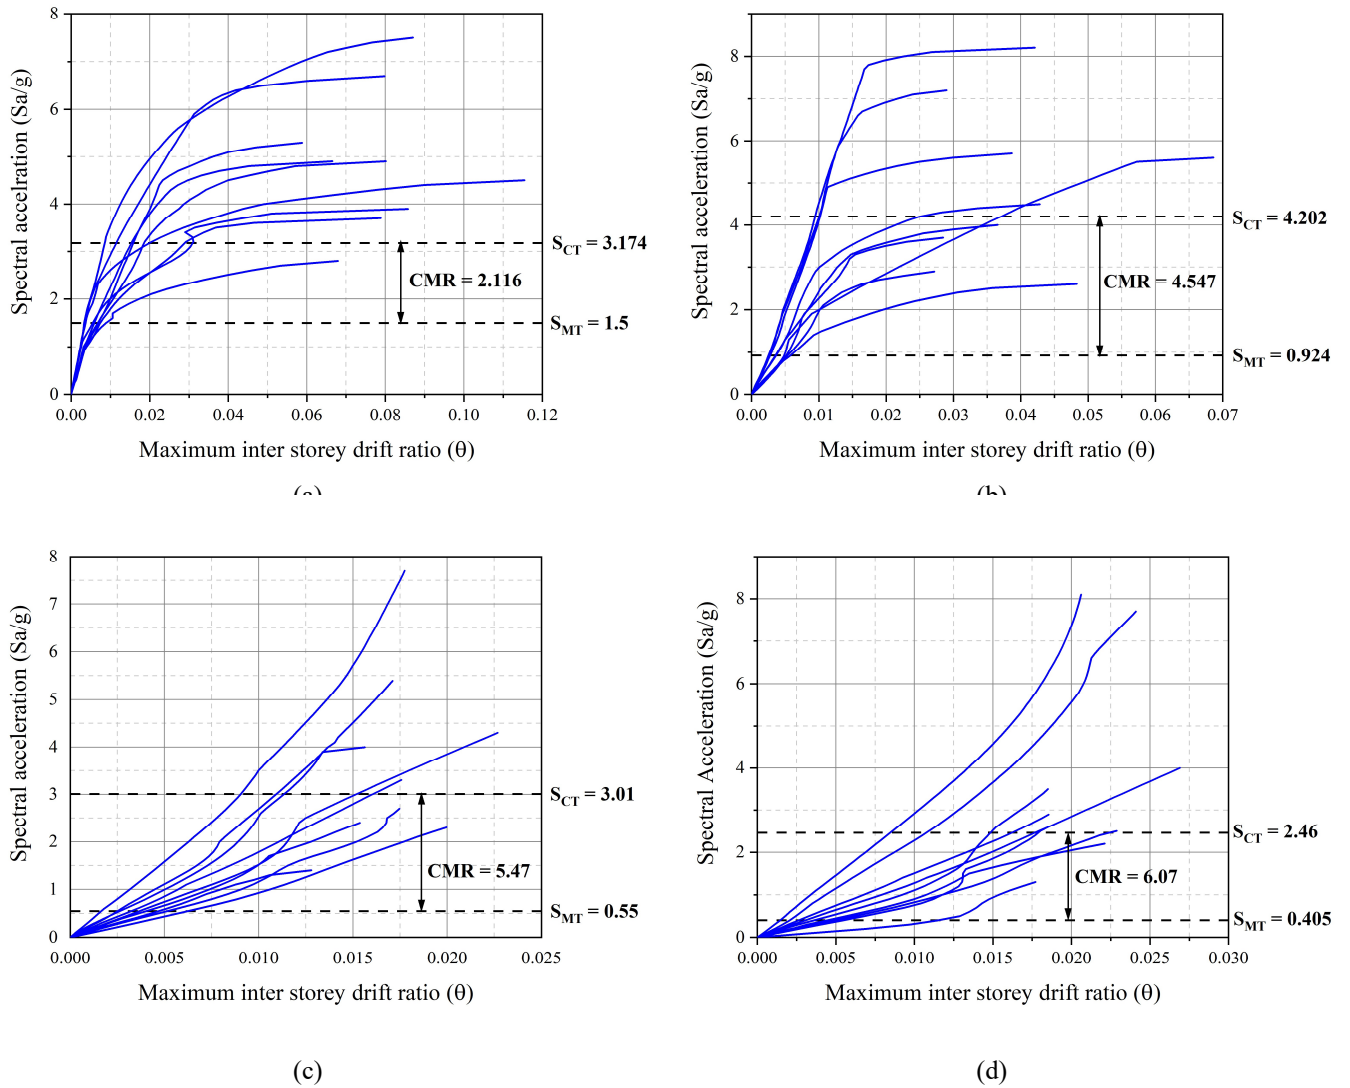 8
6
4
2
0
0.00 0.02 0.04 0.06 0.08 0.10 0.12
Spectral accelration (Sa/g)
Maximum inter storey drift ratio (θ)
SCT = 3.174
CMR = 2.116
SMT = 1.5
(a)
8
6
4
2
0
0.00 0.01 0.02 0.03 0.04 0.05 0.06 0.07
Spectral acceleration (Sa/g)
Maximum inter storey drift ratio (θ)
SCT = 4.202
CMR = 4.547
SMT = 0.924
(b)
8
7
6
5
4
3
2
1
0
0.000 0.005 0.010 0.015 0.020 0.025
Spectral acceleration (Sa/g)
Maximum inter storey drift ratio (θ)
SCT = 3.01
CMR = 5.47
SMT = 0.55
(c)
8
6
4
2
0
0.000 0.005 0.010 0.015 0.020 0.025 0.030
Spectral Acceleration (Sa/g)
Maximum inter storey drift ratio (θ)
SCT = 2.46
CMR = 6.07
SMT = 0.405
(d)